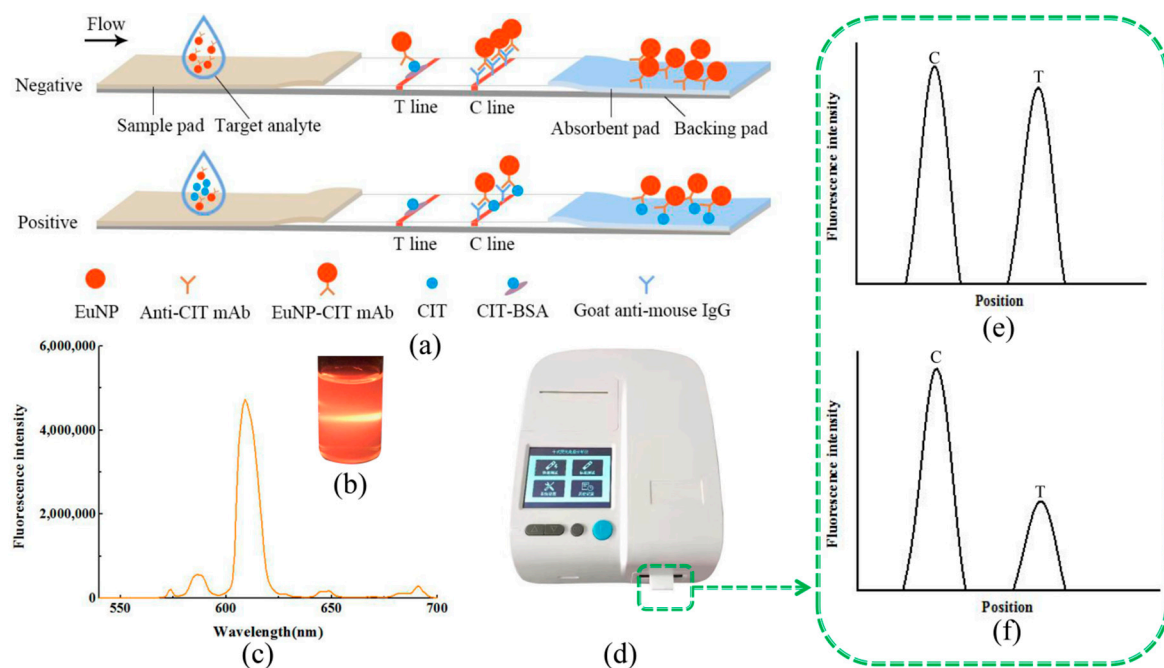 Flow
Negative
T line
C line
Sample pad
Target analyte
Absorbent pad
Backing pad
Positive
T line
C line
EuNP
Anti-CIT mAb
EuNP-CIT mAb
CIT
CIT-BSA
Goat anti-mouse IgG
(a)
6,000,000
4,000,000
2,000,000
0
Fluorescence intensity
550
600
650
700
Wavelength(nm)
(b)
(c)
(d)
C
T
Fluorescence intensity
Position
(e)
C
T
Fluorescence intensity
Position
(f)